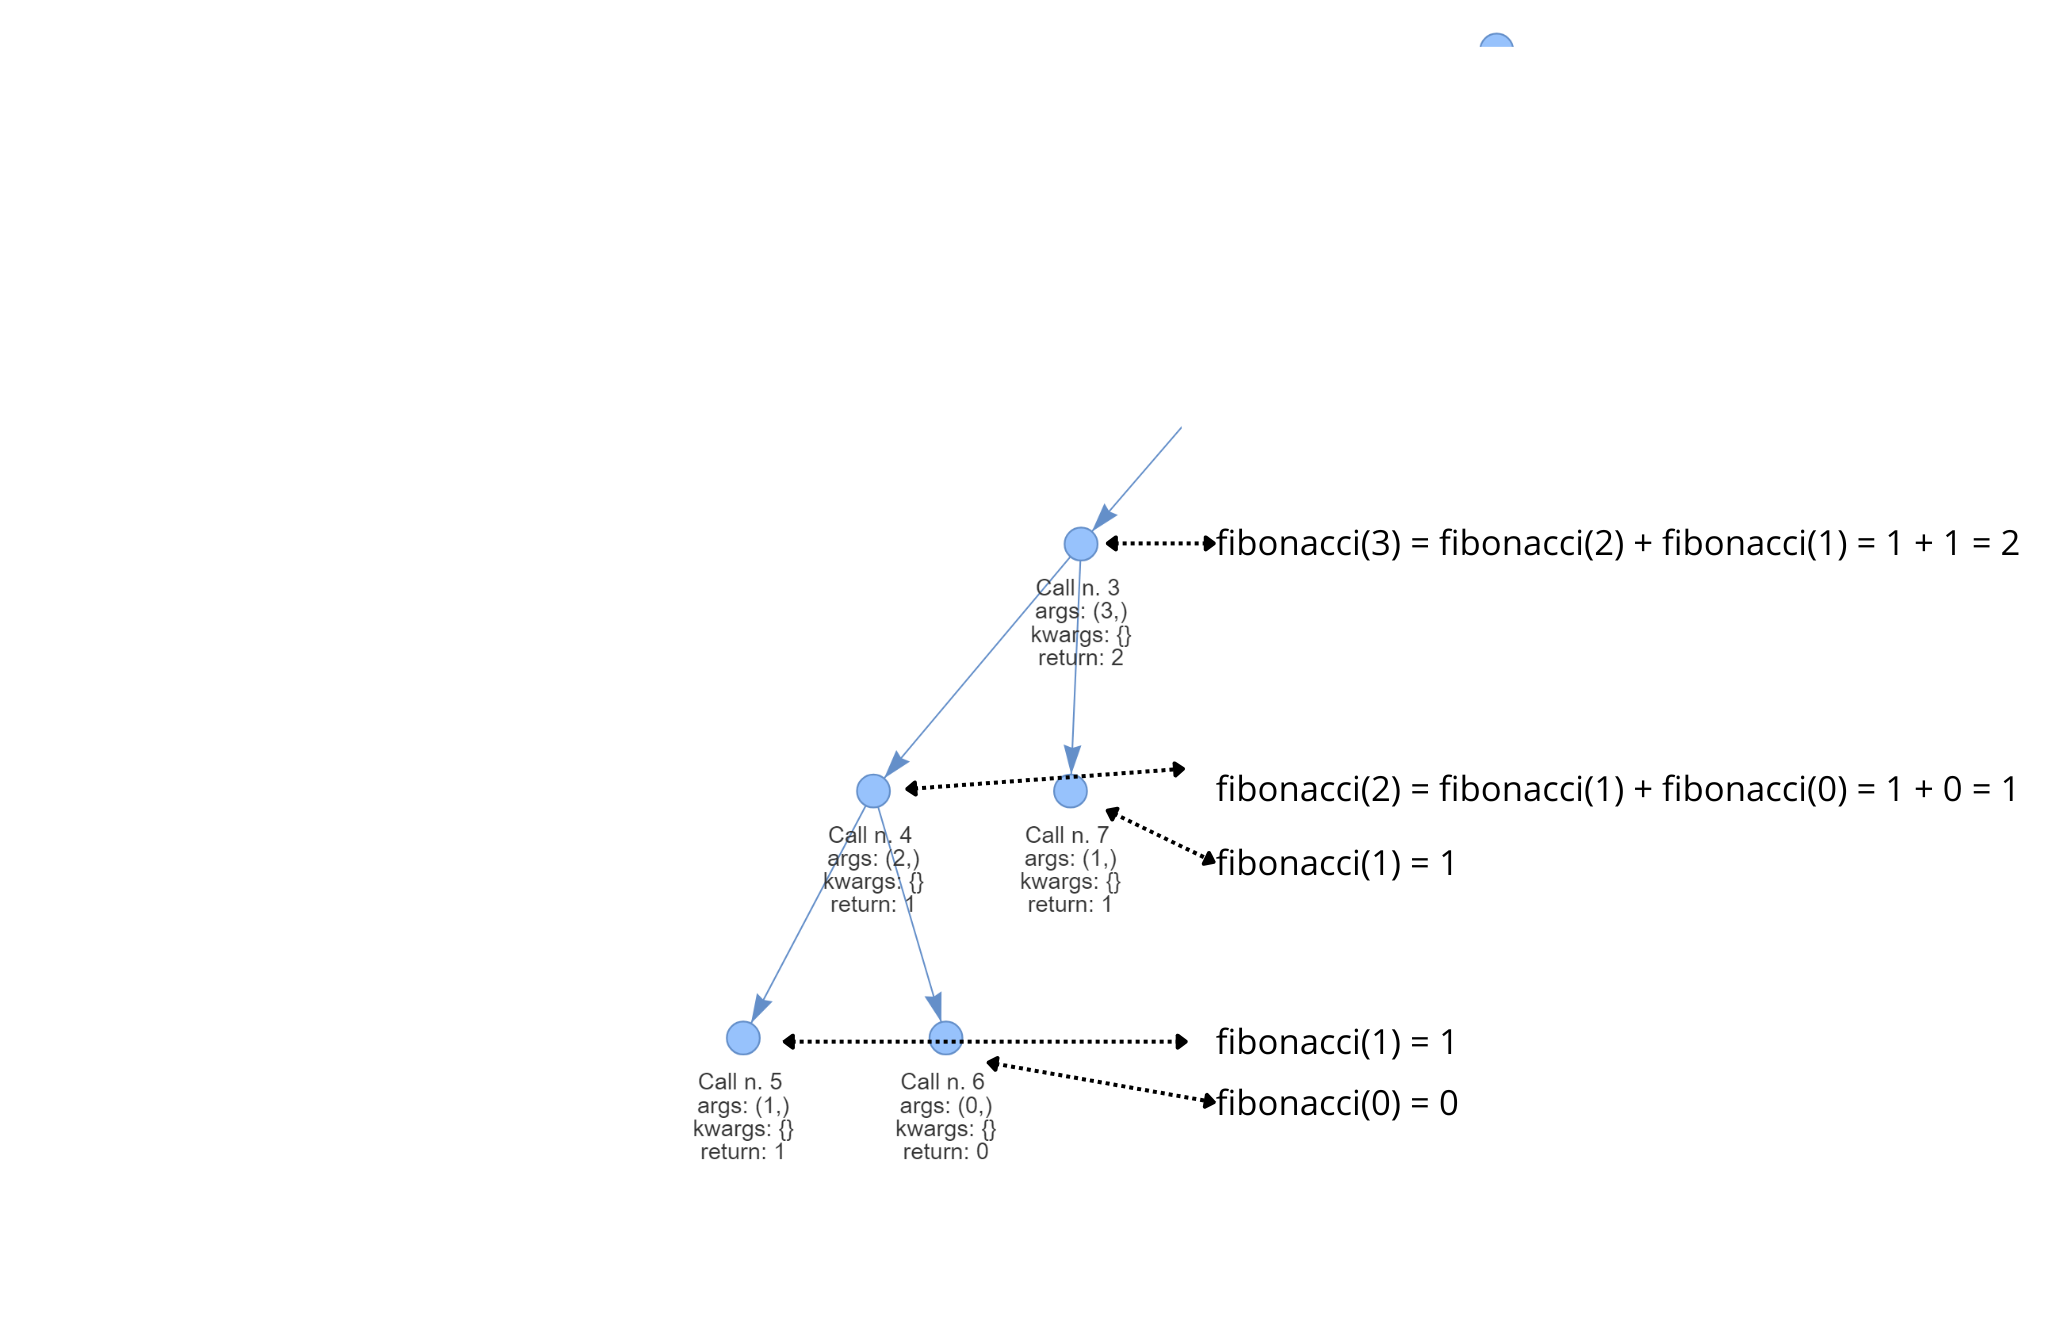 fibonacci(3) = fibonacci(2) + fibonacci(1) = 1 + 1 = 2
Call n. 3
args: (3,)
kwargs: {}
return: 2
fibonacci(2) = fibonacci(1) + fibonacci(0) = 1 + 0 = 1
Call n. 4
args: (2,)
kwargs: {}
return: 1
Call n. 7
args: (1,)
kwargs: {}
return: 1
fibonacci(1) = 1
fibonacci(1) = 1
Call n. 5
args: (1,)
kwargs: {}
return: 1
Call n. 6
args: (0,)
kwargs: {}
return: 0
fibonacci(0) = 0